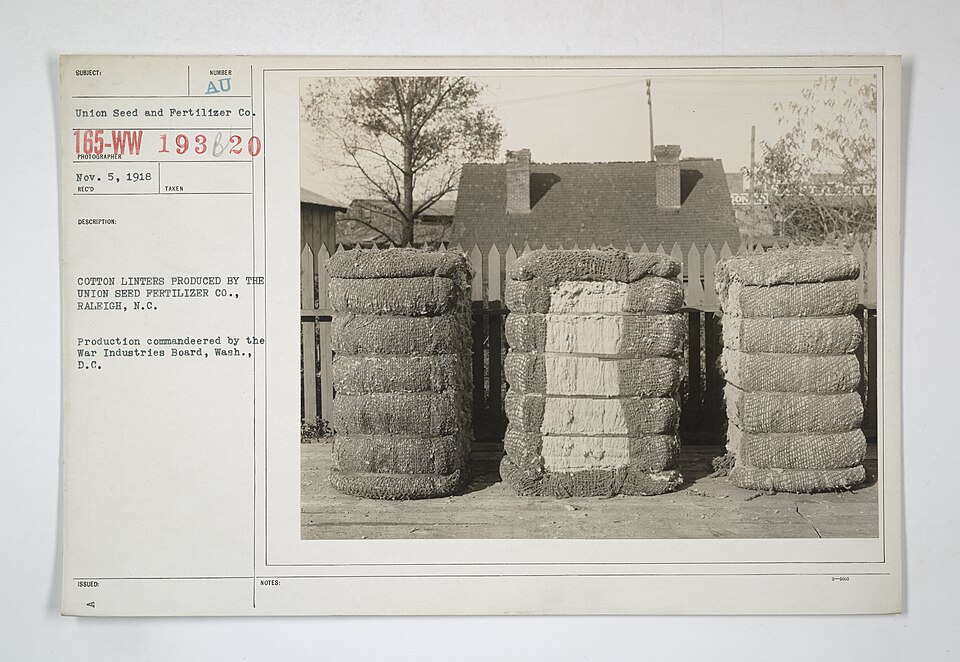 SUBJECT:
NUMBER
AU
Union Seed and Fertilizer Co.
165-WW 193B20
PHOTOGRAPHER
Nov. 5, 1918
REC'D
TAKEN
DESCRIPTION:
COTTON LINTERS PRODUCED BY THE
UNION SEED FERTILIZER CO.,
RALEIGH, N.C.
Production commandeered by the
War Industries Board, Wash.,
D.C.
ISSUED:
A
NOTES: